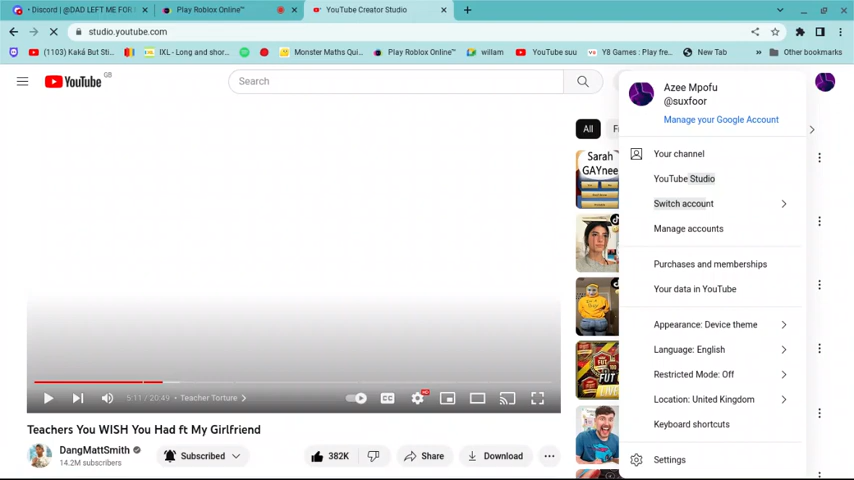 • Discord | @DAD LEFT ME FOR
Play Roblox Online™
YouTube Creator Studio
studio.youtube.com
(1103) Kaká But Sti...
IXL - Long and shor...
Monster Maths Qui...
Play Roblox Online™
willam
YouTube suu
Y8 Games : Play fre...
New Tab
»
Other bookmarks
YouTube GB
Search
Azee Mpofu
@suxfoor
Manage your Google Account
All
Your channel
YouTube Studio
Switch account
Manage accounts
Purchases and memberships
Your data in YouTube
Appearance: Device theme
Language: English
Restricted Mode: Off
Location: United Kingdom
Keyboard shortcuts
Settings
Sarah
GAYnee
FUT
5:11 / 20:49 • Teacher Torture
CC
HD
Teachers You WISH You Had ft My Girlfriend
DangMattSmith
14.2M subscribers
Subscribed
382K
Share
Download